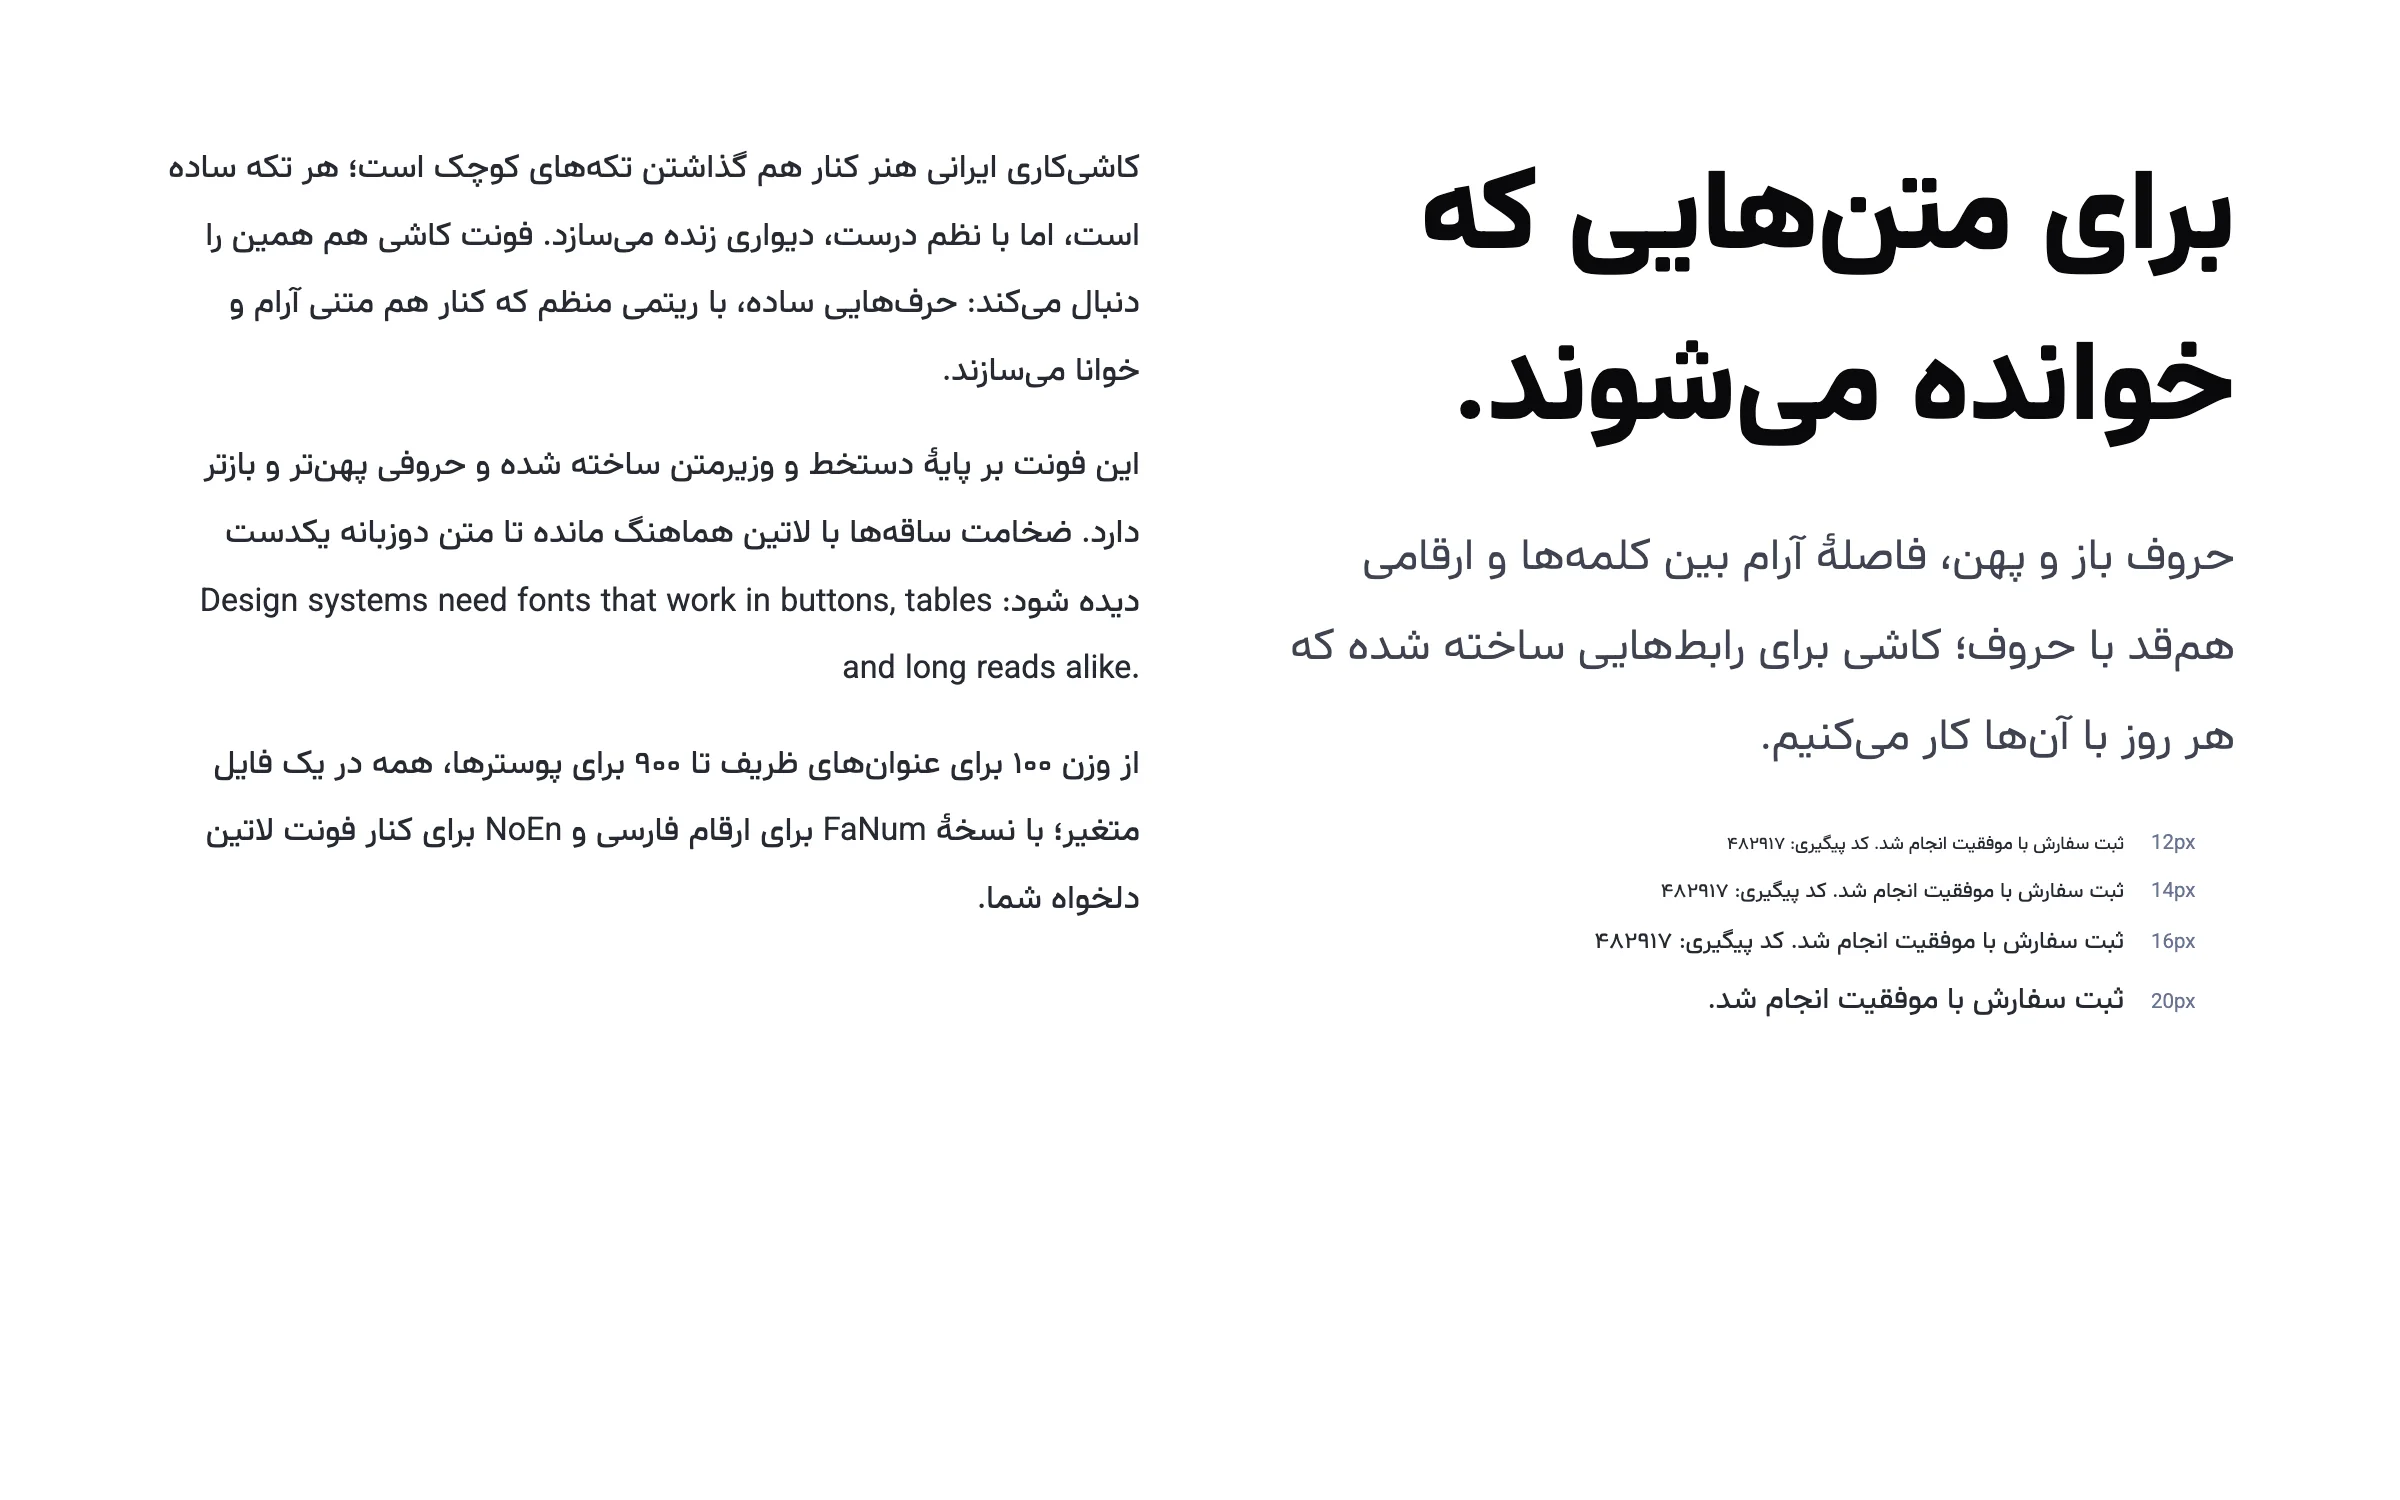 برای متن‌هایی که
خوانده می‌شوند.
حروف باز و پهن، فاصلهٔ آرام بین کلمه‌ها و ارقامی
هم‌قد با حروف؛ کاشی برای رابط‌هایی ساخته شده که
هر روز با آن‌ها کار می‌کنیم.
12px ثبت سفارش با موفقیت انجام شد. کد پیگیری: ۴۸۲۹۱۷
14px ثبت سفارش با موفقیت انجام شد. کد پیگیری: ۴۸۲۹۱۷
16px ثبت سفارش با موفقیت انجام شد. کد پیگیری: ۴۸۲۹۱۷
20px ثبت سفارش با موفقیت انجام شد.
کاشی‌کاری ایرانی هنر کنار هم گذاشتن تکه‌های کوچک است؛ هر تکه ساده
است، اما با نظم درست، دیواری زنده می‌سازد. فونت کاشی هم همین را
دنبال می‌کند: حرف‌هایی ساده، با ریتمی منظم که کنار هم متنی آرام و
خوانا می‌سازند.
این فونت بر پایهٔ دستخط و وزیرمتن ساخته شده و حروفی پهن‌تر و بازتر
دارد. ضخامت ساقه‌ها با لاتین هماهنگ مانده تا متن دوزبانه یکدست
دیده شود: Design systems need fonts that work in buttons, tables
and long reads alike.
از وزن ۱۰۰ برای عنوان‌های ظریف تا ۹۰۰ برای پوسترها، همه در یک فایل
متغیر؛ با نسخهٔ FaNum برای ارقام فارسی و NoEn برای کنار فونت لاتین
دلخواه شما.